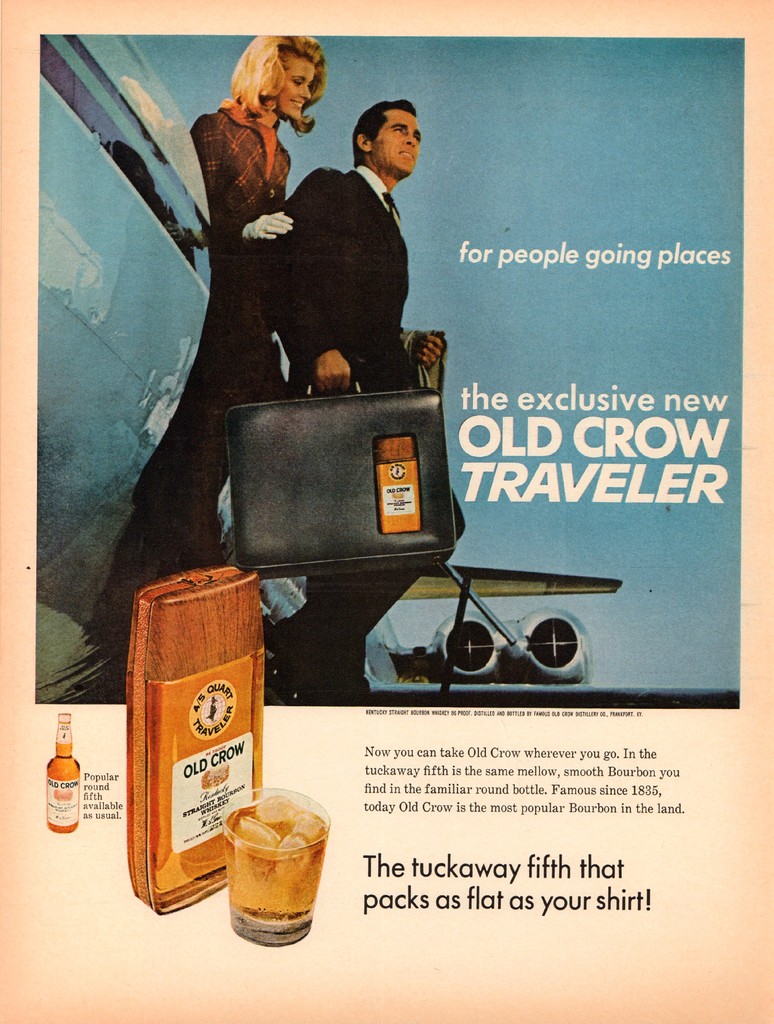 for people going places
the exclusive new
OLD CROW
TRAVELER
OLD CROW
KENTUCKY STRAIGHT BOURBON WHISKEY 86 PROOF. DISTILLED AND BOTTLED BY FAMOUS OLD CROW DISTILLERY CO., FRANKFORT, KY.
4/5 QUART
TRAVELER
OLD CROW
Kentucky
STRAIGHT BOURBON
WHISKEY
OLD CROW
Popular
round
fifth
available
as usual.
Now you can take Old Crow wherever you go. In the
tuckaway fifth is the same mellow, smooth Bourbon you
find in the familiar round bottle. Famous since 1835,
today Old Crow is the most popular Bourbon in the land.
The tuckaway fifth that
packs as flat as your shirt!